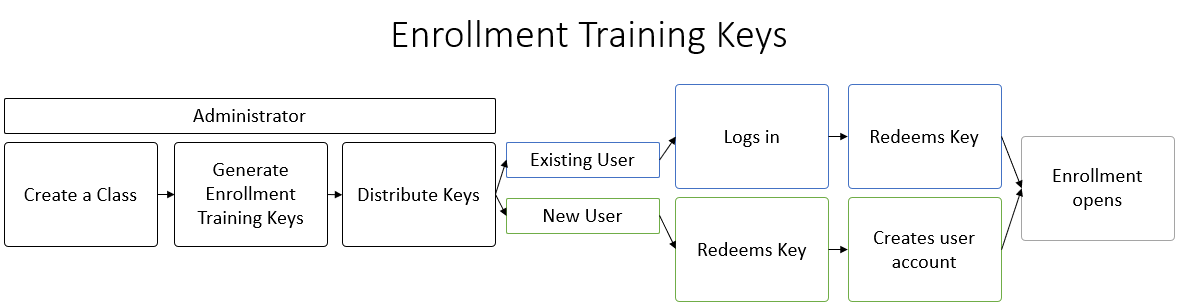 Enrollment Training Keys
Administrator
Create a Class
Generate
Enrollment
Training Keys
Distribute Keys
Existing User
New User
Logs in
Redeems Key
Redeems Key
Creates user
account
Enrollment
opens